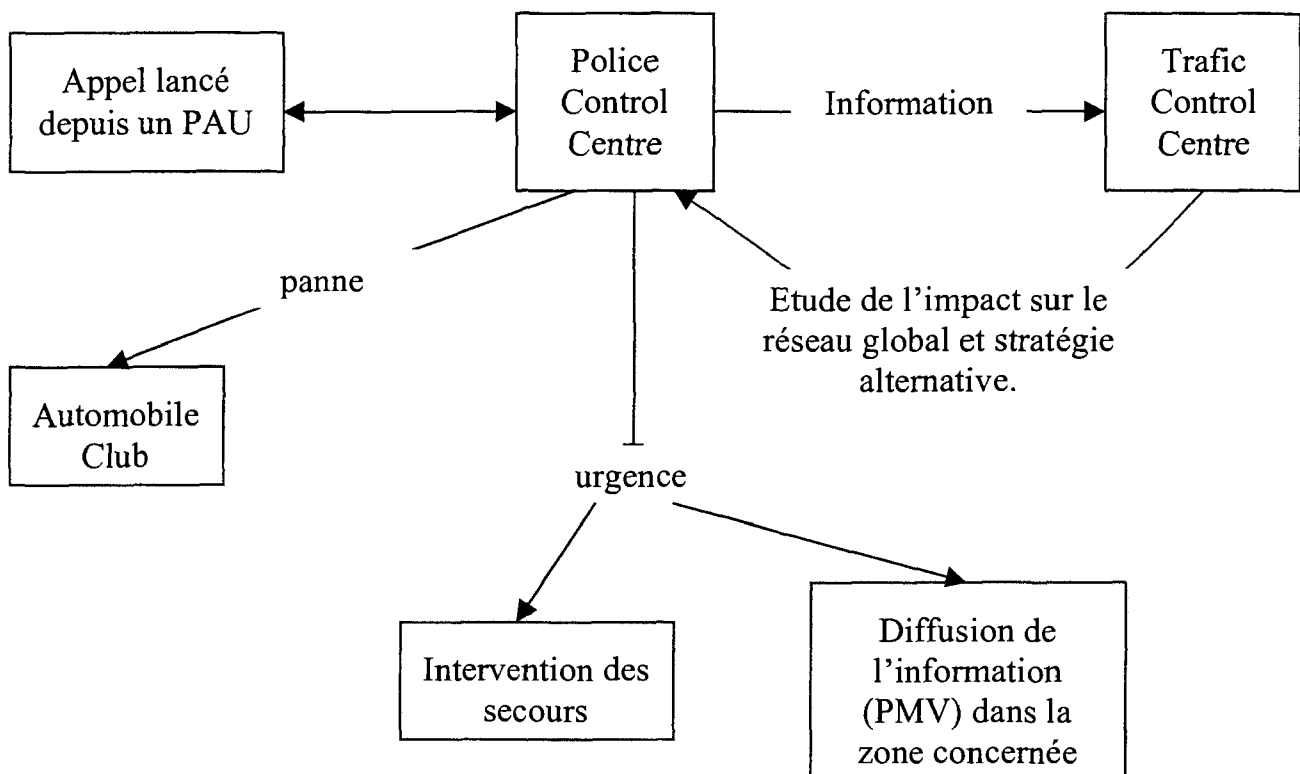 Appel lancé
depuis un PAU
Police
Control
Centre
Information
Trafic
Control
Centre
panne
Etude de l'impact sur le
réseau global et stratégie
alternative.
Automobile
Club
urgence
Intervention des
secours
Diffusion de
l'information
(PMV) dans la
zone concernée